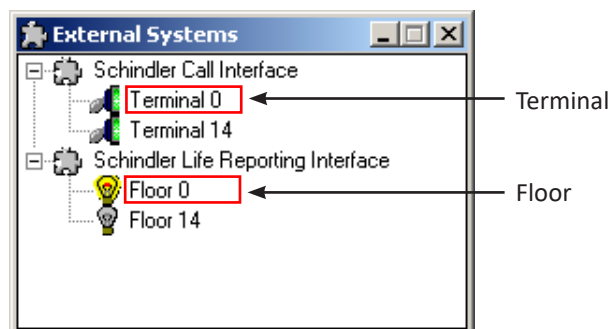 External Systems
Schindler Call Interface
Terminal 0
Terminal
Terminal 14
Schindler Life Reporting Interface
Floor 0
Floor
Floor 14